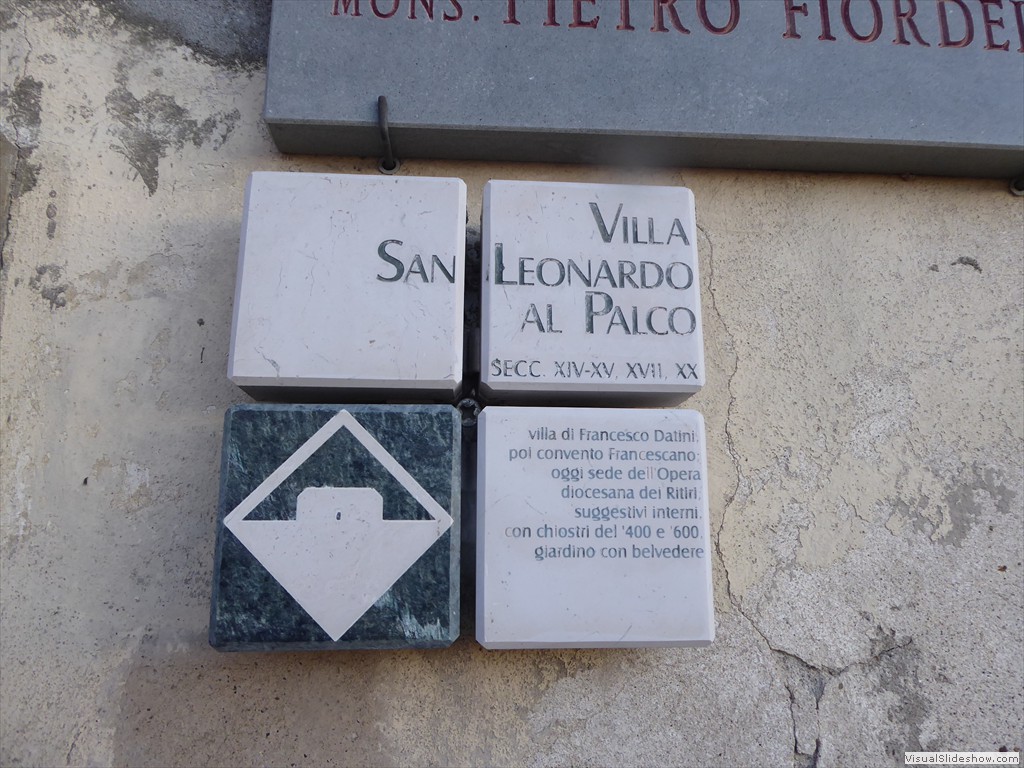 MONS. PIETRO FIORDEL
VILLA
SAN LEONARDO
AL PALCO
SECC. XIV-XV, XVII, XX
villa di Francesco Datini,
poi convento Francescano;
oggi sede dell'Opera
diocesana dei Ritiri,
suggestivi interni,
con chiostri del '400 e '600,
giardino con belvedere
VisualSlideshow.com